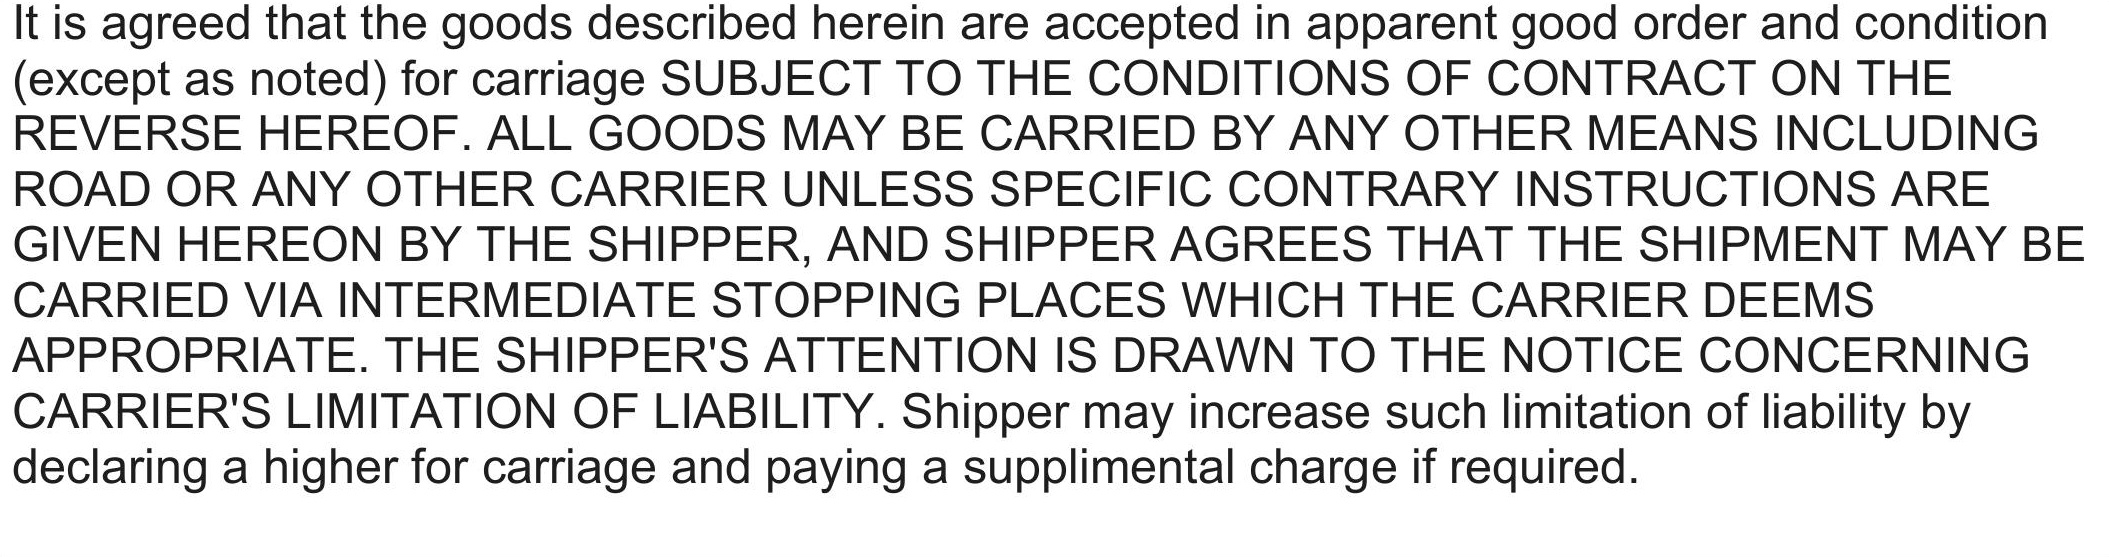 It is agreed that the goods described herein are accepted in apparent good order and condition
(except as noted) for carriage SUBJECT TO THE CONDITIONS OF CONTRACT ON THE
REVERSE HEREOF. ALL GOODS MAY BE CARRIED BY ANY OTHER MEANS INCLUDING
ROAD OR ANY OTHER CARRIER UNLESS SPECIFIC CONTRARY INSTRUCTIONS ARE
GIVEN HEREON BY THE SHIPPER, AND SHIPPER AGREES THAT THE SHIPMENT MAY BE
CARRIED VIA INTERMEDIATE STOPPING PLACES WHICH THE CARRIER DEEMS
APPROPRIATE. THE SHIPPER'S ATTENTION IS DRAWN TO THE NOTICE CONCERNING
CARRIER'S LIMITATION OF LIABILITY. Shipper may increase such limitation of liability by
declaring a higher for carriage and paying a supplimental charge if required.